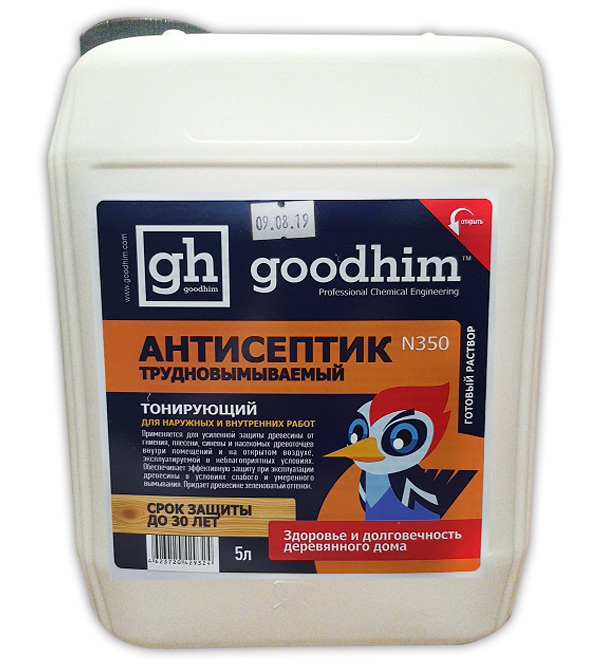 09.08.19
открыть
www.goodhim.com
gh
goodhim
goodhim™
Professional Chemical Engineering
АНТИСЕПТИК N350
ТРУДНОВЫМЫВАЕМЫЙ
ГОТОВЫЙ РАСТВОР
ТОНИРУЮЩИЙ
ДЛЯ НАРУЖНЫХ И ВНУТРЕННИХ РАБОТ
Применяется для усиленной защиты древесины от
гниения, плесени, синевы и насекомых древоточцев
внутри помещений и на открытом воздухе,
эксплуатируемой в неблагоприятных условиях.
Обеспечивает эффективную защиту при эксплуатации
древесины в условиях слабого и умеренного
вымывания. Придает древесине зеленоватый оттенок.
СРОК ЗАЩИТЫ
ДО 30 ЛЕТ
Здоровье и долговечность
деревянного дома
5л
4623720429324